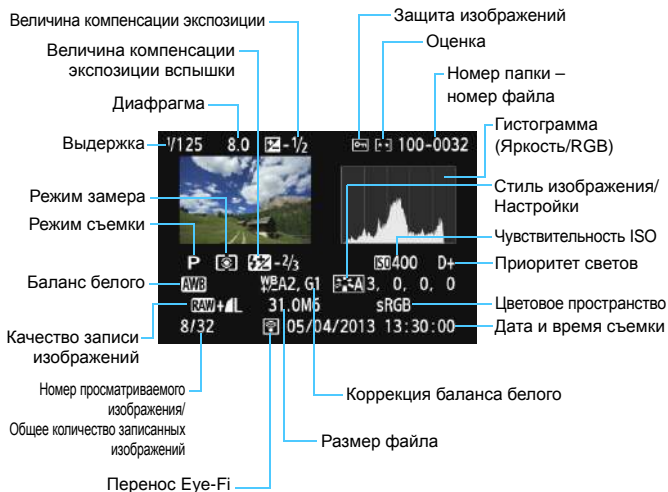 Величина компенсации экспозиции
Величина компенсации
экспозиции вспышки
Диафрагма
Выдержка
Режим замера
Режим съемки
Баланс белого
Качество записи
изображений
Номер просматриваемого
изображения/
Общее количество записанных
изображений
Перенос Eye-Fi
1/125 8.0 -1/2 100-0032
P -2/3 ISO 400 D+
AWB WB A2, G1 A 3, 0, 0, 0
RAW+L 31.0MB sRGB
8/32 05/04/2013 13:30:00
Защита изображений
Оценка
Номер папки –
номер файла
Гистограмма
(Яркость/RGB)
Стиль изображения/
Настройки
Чувствительность ISO
Приоритет светов
Цветовое пространство
Дата и время съемки
Коррекция баланса белого
Размер файла